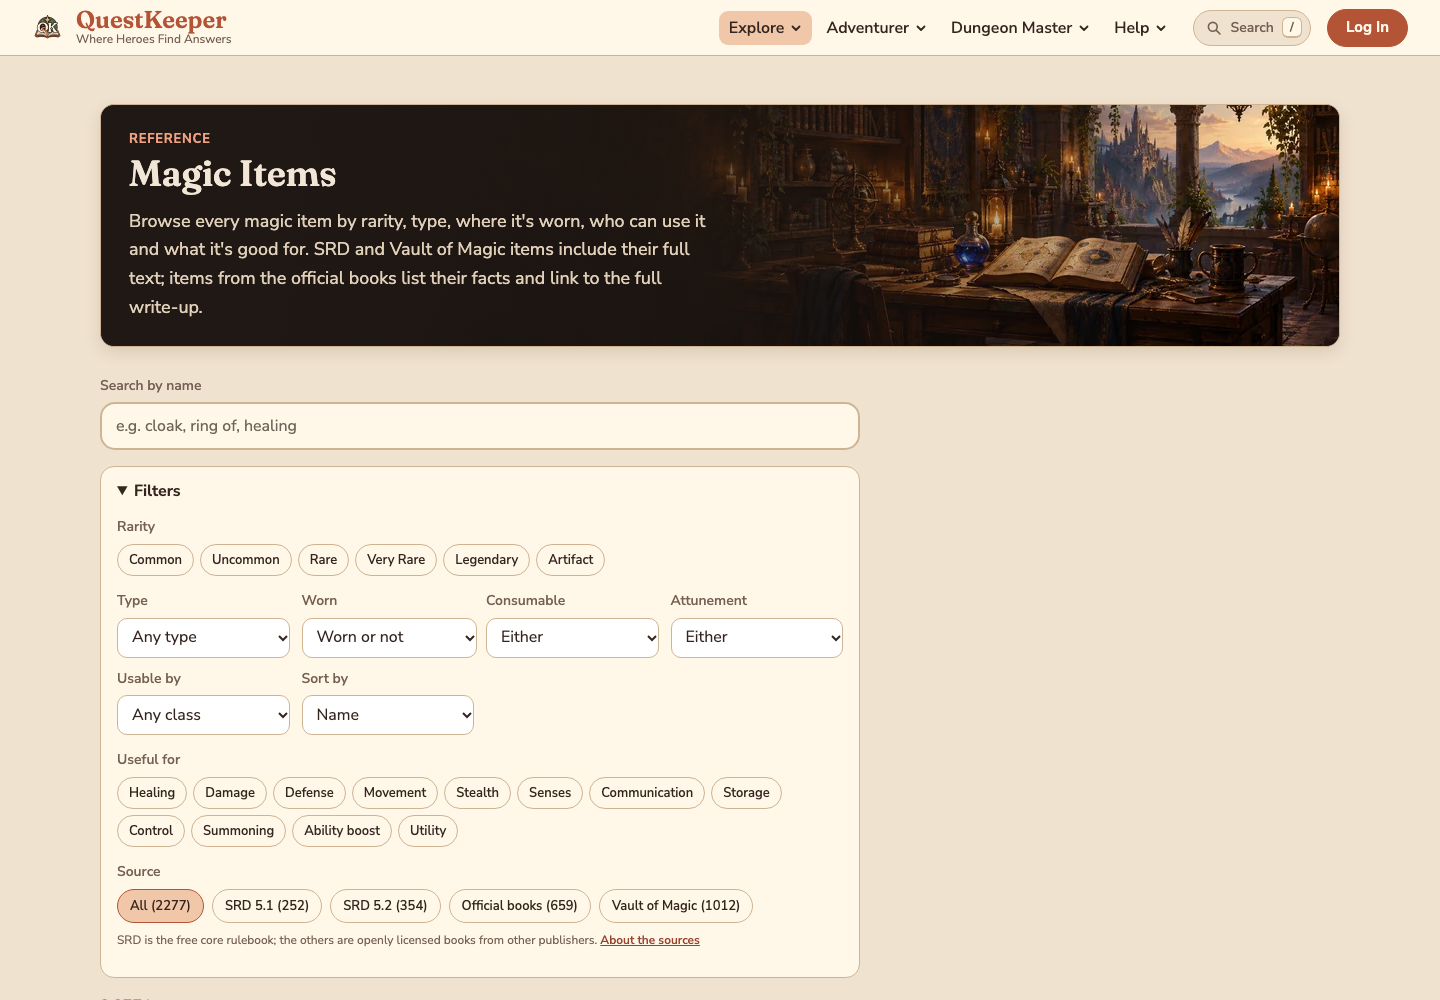 QuestKeeper
Where Heroes Find Answers
Explore
Adventurer
Dungeon Master
Help
Search /
Log In
REFERENCE
Magic Items
Browse every magic item by rarity, type, where it's worn, who can use it
and what it's good for. SRD and Vault of Magic items include their full
text; items from the official books list their facts and link to the full
write-up.
Search by name
e.g. cloak, ring of, healing
Filters
Rarity
Common Uncommon Rare Very Rare Legendary Artifact
Type Worn Consumable Attunement
Any type Worn or not Either Either
Usable by Sort by
Any class Name
Useful for
Healing Damage Defense Movement Stealth Senses Communication Storage
Control Summoning Ability boost Utility
Source
All (2277) SRD 5.1 (252) SRD 5.2 (354) Official books (659) Vault of Magic (1012)
SRD is the free core rulebook; the others are openly licensed books from other publishers. About the sources